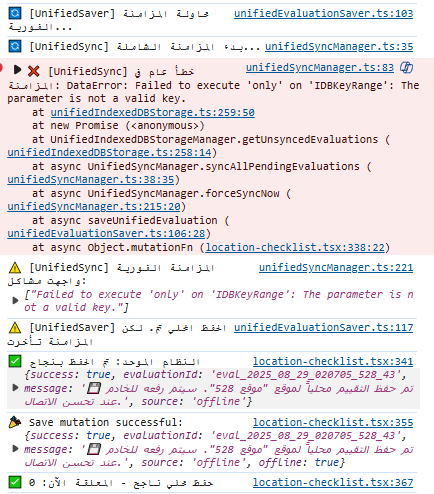 🔄 [UnifiedSaver] محاولة المزامنة الفورية... unifiedEvaluationSaver.ts:103
🔄 [UnifiedSync] بدء المزامنة الشاملة... unifiedSyncManager.ts:35
❌ [UnifiedSync] خطأ عام في المزامنة: DataError: Failed to execute 'only' on 'IDBKeyRange': The unifiedSyncManager.ts:83
parameter is not a valid key.
at unifiedIndexedDBStorage.ts:259:50
at new Promise (<anonymous>)
at UnifiedIndexedDBStorageManager.getUnsyncedEvaluations (
unifiedIndexedDBStorage.ts:258:14)
at async UnifiedSyncManager.syncAllPendingEvaluations (
unifiedSyncManager.ts:38:35)
at async UnifiedSyncManager.forceSyncNow (
unifiedSyncManager.ts:215:20)
at async saveUnifiedEvaluation (
unifiedEvaluationSaver.ts:106:28)
at async Object.mutationFn (location-checklist.tsx:338:22)
⚠️ [UnifiedSync] المزامنة الفورية واجهت مشاكل: unifiedSyncManager.ts:221
["Failed to execute 'only' on 'IDBKeyRange': The parameter is n
ot a valid key."]
⚠️ [UnifiedSaver] الحفظ المحلي تم، لكن المزامنة تأخرت unifiedEvaluationSaver.ts:117
✅ النظام الموحد: تم الحفظ بنجاح location-checklist.tsx:341
{success: true, evaluationId: 'eval_2025_08_29_020705_528_43',
message: '💾 تم حفظ التقييم محلياً لموقع "موقع 528". سيتم رفعه للخادم
عند تحسن الاتصال.', source: 'offline'}
🎉 Save mutation successful: location-checklist.tsx:355
{success: true, evaluationId: 'eval_2025_08_29_020705_528_43',
message: '💾 تم حفظ التقييم محلياً لموقع "موقع 528". سيتم رفعه للخادم
عند تحسن الاتصال.', source: 'offline', offline: true}
✅ حفظ محلي ناجح - المعلقة الآن: 0 location-checklist.tsx:367